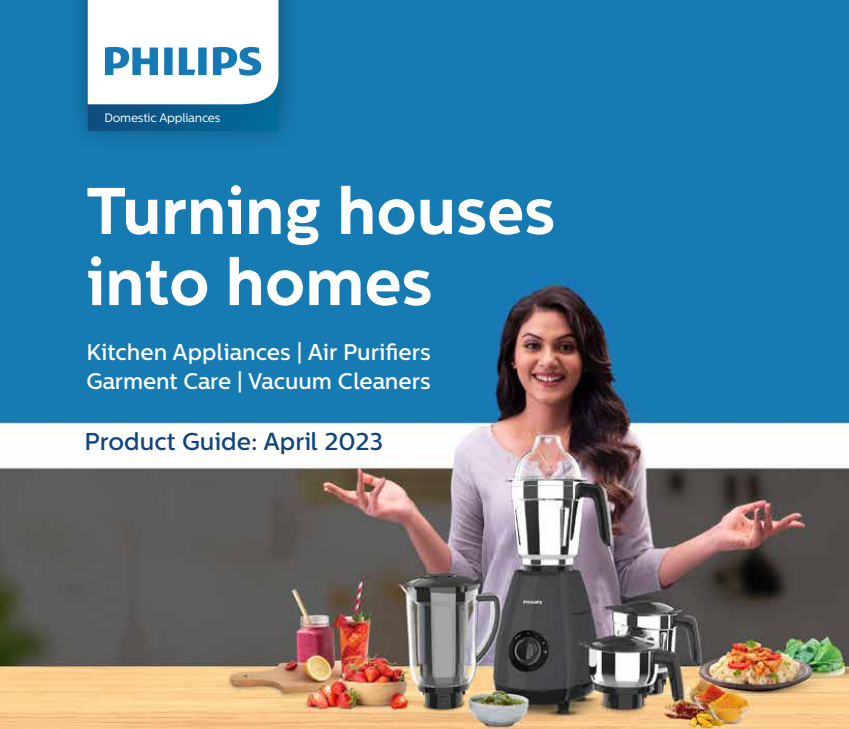 PHILIPS
Domestic Appliances
Turning houses
into homes
Kitchen Appliances | Air Purifiers
Garment Care | Vacuum Cleaners
Product Guide: April 2023
PHILIPS